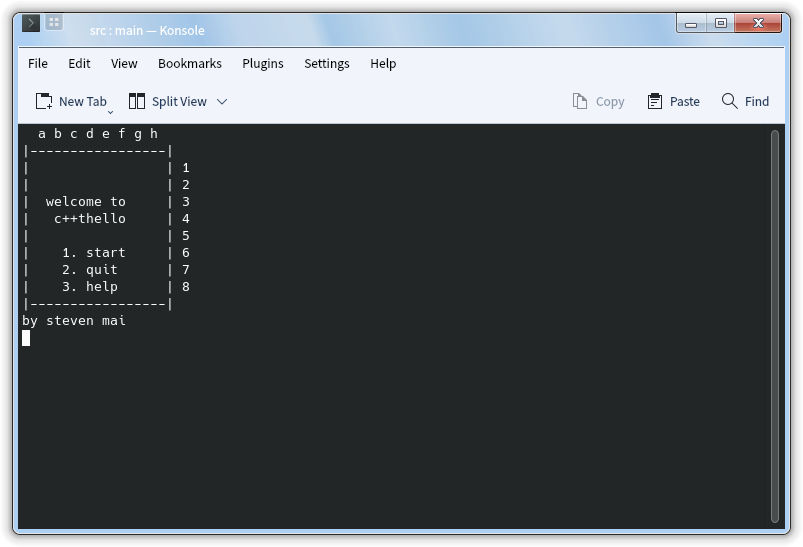 src : main — Konsole
File Edit View Bookmarks Plugins Settings Help
New Tab Split View Copy Paste Find
  a b c d e f g h
|-----------------|
|                 | 1
|                 | 2
|  welcome to     | 3
|   c++thello     | 4
|                 | 5
|    1. start     | 6
|    2. quit      | 7
|    3. help      | 8
|-----------------|
by steven mai